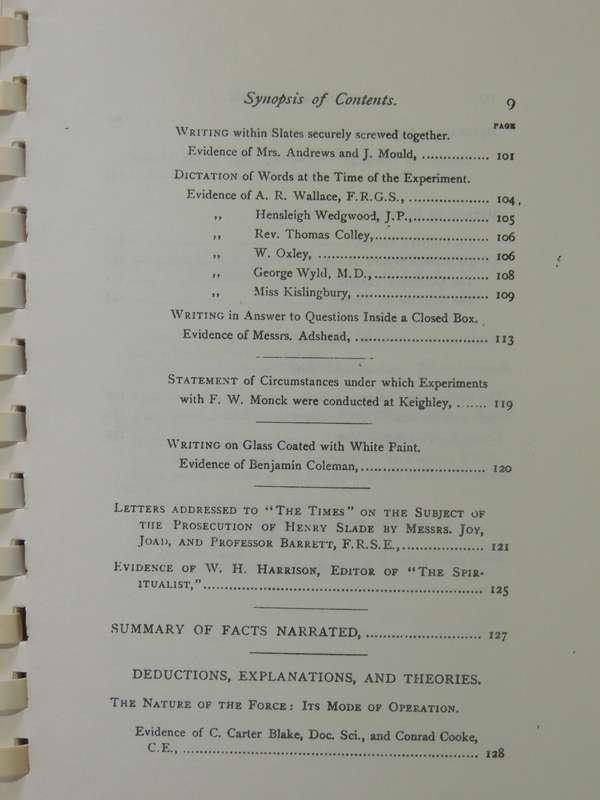 Synopsis of Contents. 9
PAGE
WRITING within Slates securely screwed together.
Evidence of Mrs. Andrews and J. Mould, ................ 101
DICTATION of Words at the Time of the Experiment.
Evidence of A. R. Wallace, F.R.G.S., .................... 104
,, Hensleigh Wedgwood, J.P.,................... 105
,, Rev. Thomas Colley,............................ 106
,, W. Oxley, .......................................... 106
,, George Wyld, M.D.,............................ 108
,, Miss Kislingbury, ................................ 109
WRITING in Answer to Questions Inside a Closed Box.
Evidence of Messrs. Adshead, ................................ 113
STATEMENT of Circumstances under which Experiments
with F. W. Monck were conducted at Keighley, ....... 119
WRITING on Glass Coated with White Paint.
Evidence of Benjamin Coleman,.............................. 120
LETTERS ADDRESSED TO "THE TIMES" ON THE SUBJECT OF
THE PROSECUTION OF HENRY SLADE BY MESSRS. JOY,
JOAD, AND PROFESSOR BARRETT, F.R.S.E.,.................... 121
EVIDENCE OF W. H. HARRISON, EDITOR OF "THE SPIR-
ITUALIST,".................................................................. 125
SUMMARY OF FACTS NARRATED, ............................ 127
DEDUCTIONS, EXPLANATIONS, AND THEORIES.
THE NATURE OF THE FORCE: ITS MODE OF OPERATION.
Evidence of C. Carter Blake, Doc. Sci., and Conrad Cooke,
C.E., ........................................................................ 128